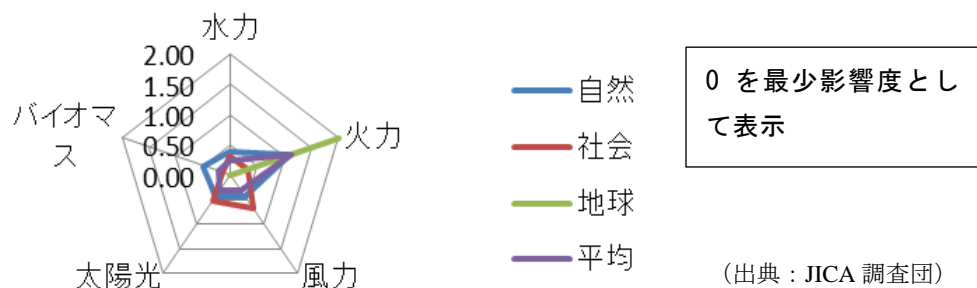 水力
2.00
1.50
1.00
0.50
0.00
バイオマ
ス
火力
太陽光
風力
自然
社会
地球
平均
0 を最少影響度とし
て表示
（出典：JICA 調査団）